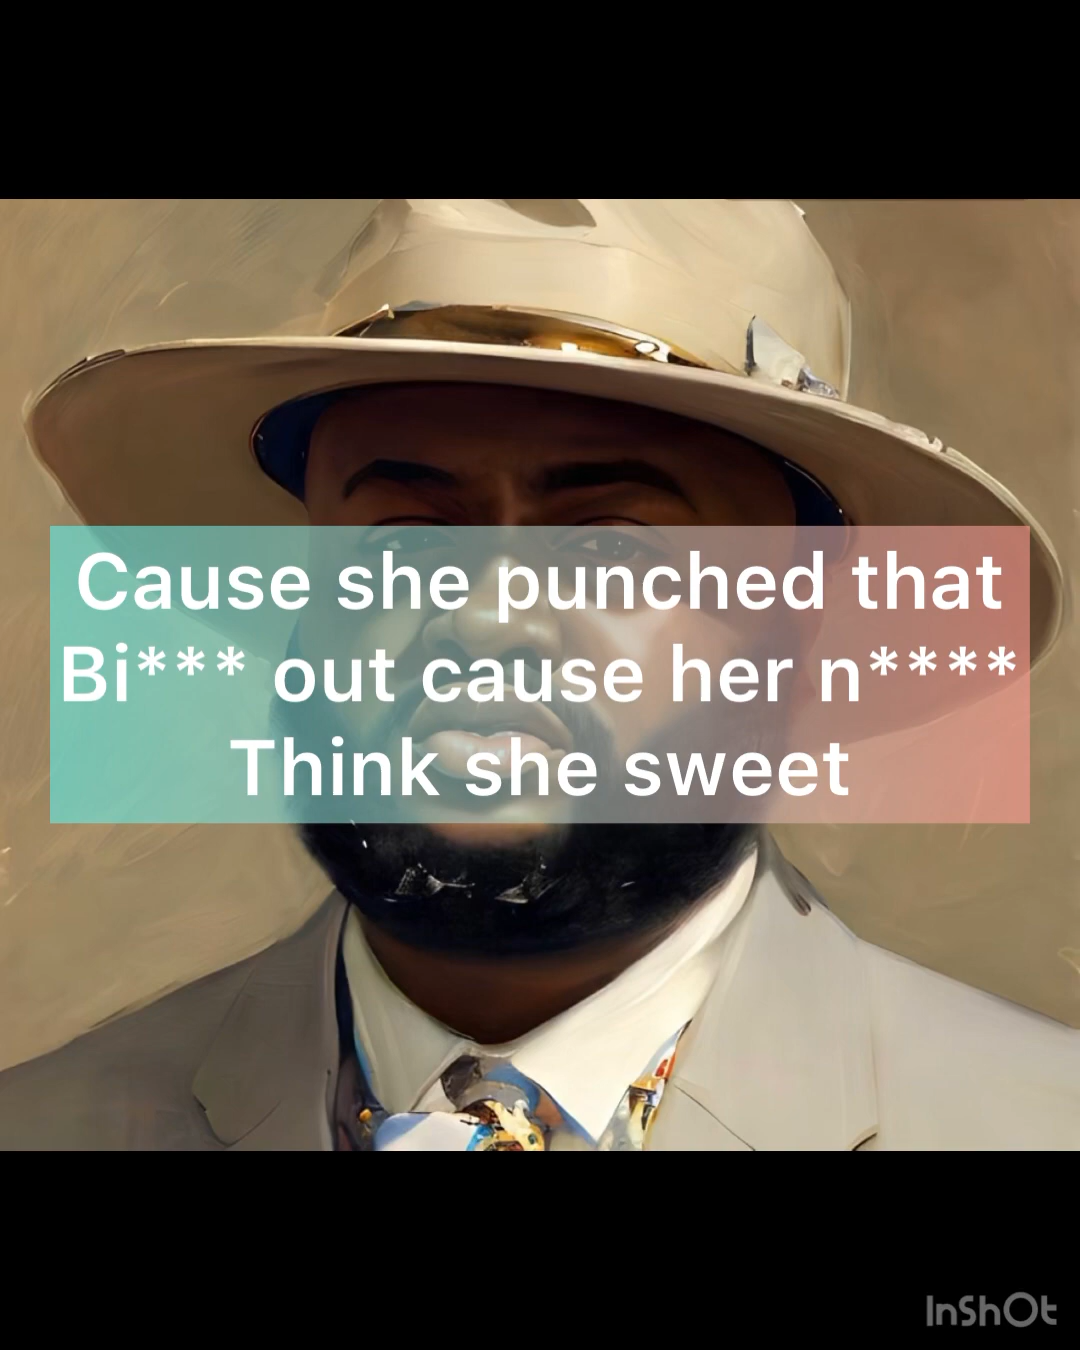 Cause she punched that
Bi*** out cause her n****
Think she sweet
InShOt